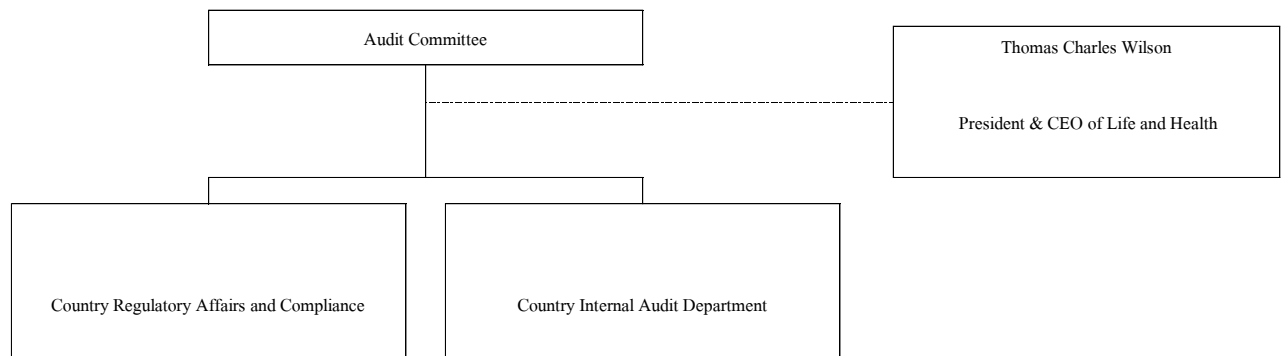 Audit Committee
Thomas Charles Wilson
President & CEO of Life and Health
Country Regulatory Affairs and Compliance
Country Internal Audit Department